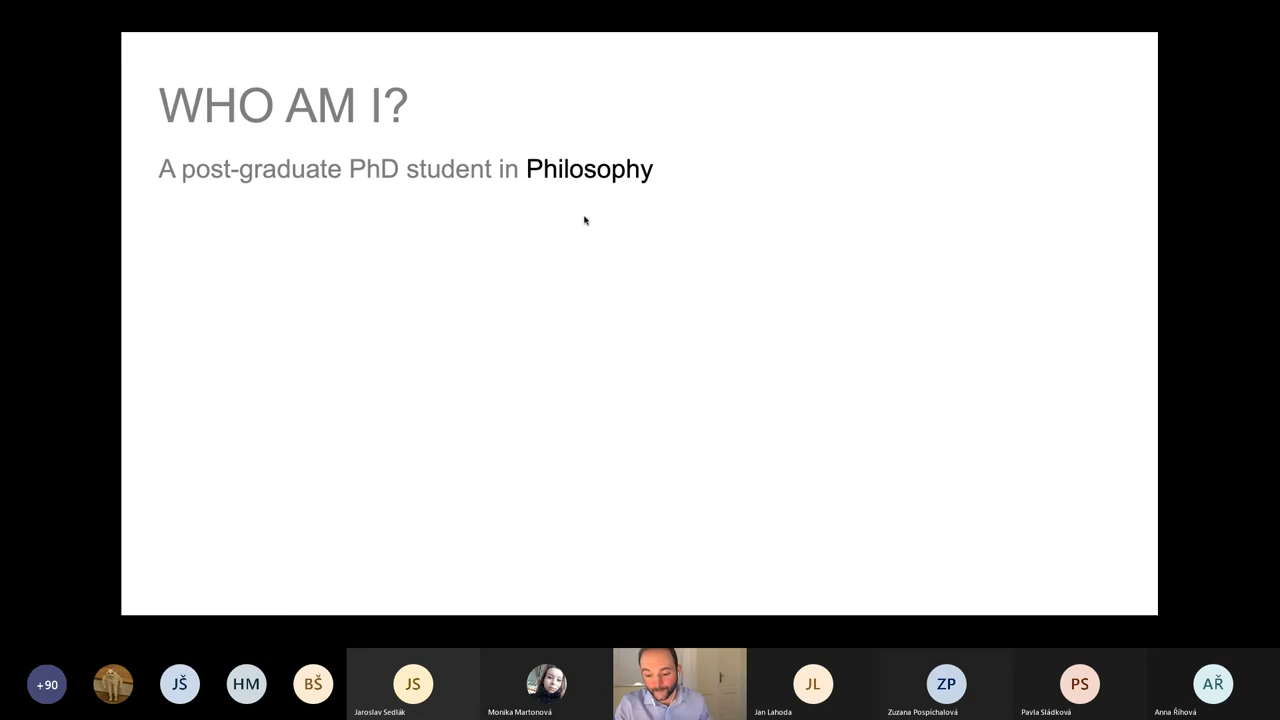 WHO AM I?
A post-graduate PhD student in Philosophy
+90
JŠ
HM
BŠ
JS
JL
ZP
PS
AŘ
Jaroslav Sedlák
Monika Martonová
Jan Lahoda
Zuzana Pospíchalová
Pavla Sládková
Anna Říhová